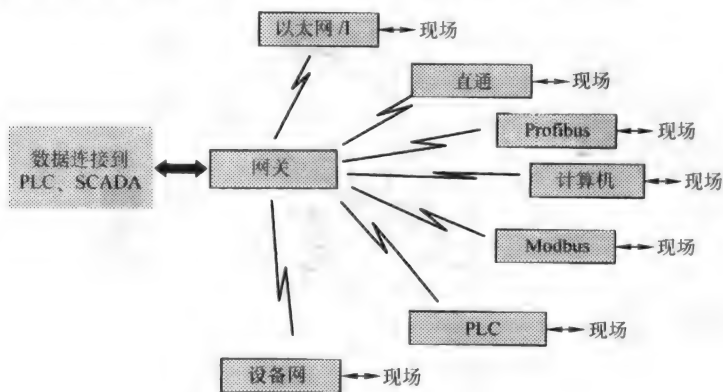 以太网/I
现场
直通
现场
Profibus
现场
数据连接到
PLC、SCADA
网关
计算机
现场
Modbus
现场
PLC
现场
设备网
现场